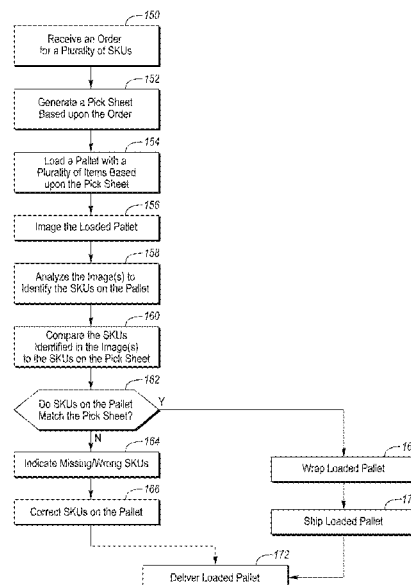 150
Receive an Order
for a Plurality of SKUs
152
Generate a Pick Sheet
Based upon the Order
154
Load a Pallet with a
Plurality of Items Based
upon the Pick Sheet
156
Image the Loaded Pallet
158
Analyze the Image(s) to
Identify the SKUs on the Pallet
160
Compare the SKUs
Identified in the Image(s)
to the SKUs on the Pick Sheet
162
Do SKUs on the Pallet
Match the Pick Sheet?
Y
N
164
Indicate Missing/Wrong SKUs
166
Correct SKUs on the Pallet
16
Wrap Loaded Pallet
17
Ship Loaded Pallet
172
Deliver Loaded Pallet